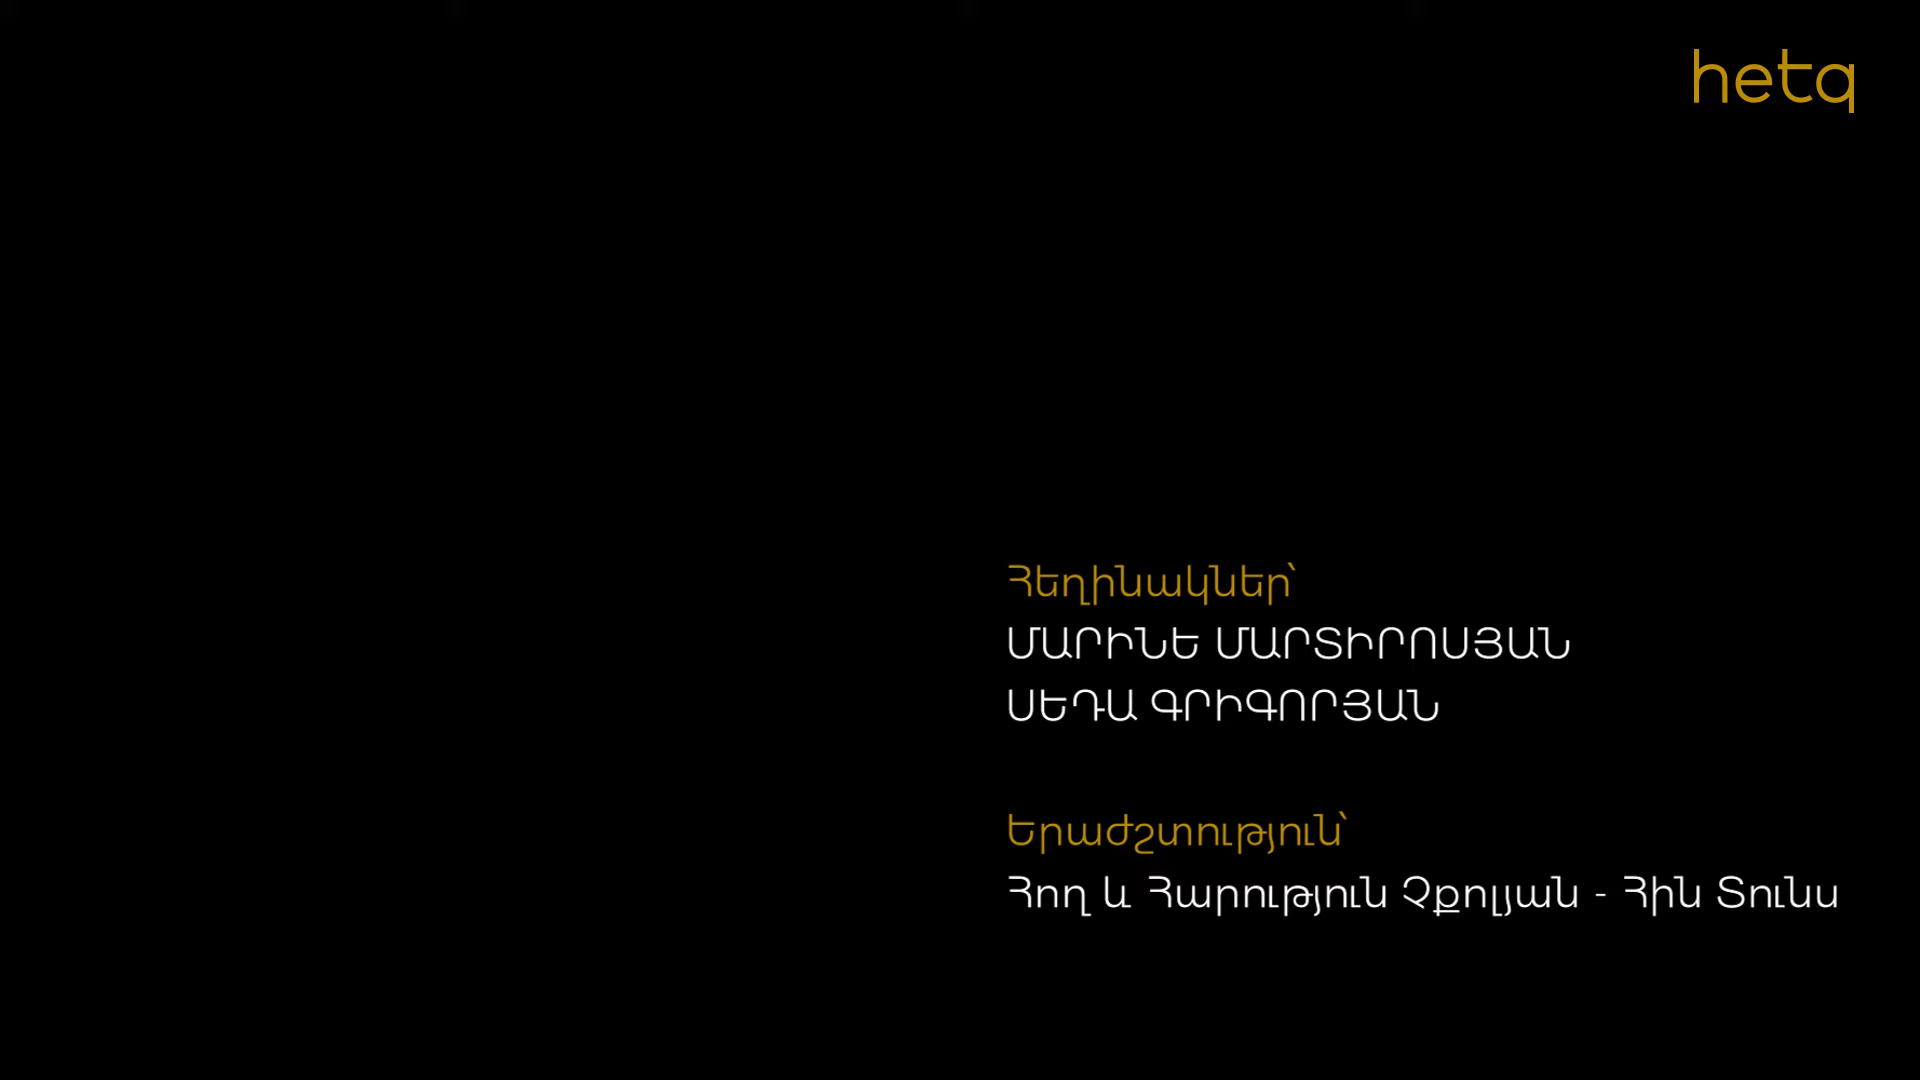 hetq
Հեղինակներ՝
ՄԱՐԻՆԵ ՄԱՐՏԻՐՈՍՅԱՆ
ՍԵԴԱ ԳՐԻԳՈՐՅԱՆ
Երաժշտություն՝
Հող և Հարություն Չքոլյան - Հին Տունս